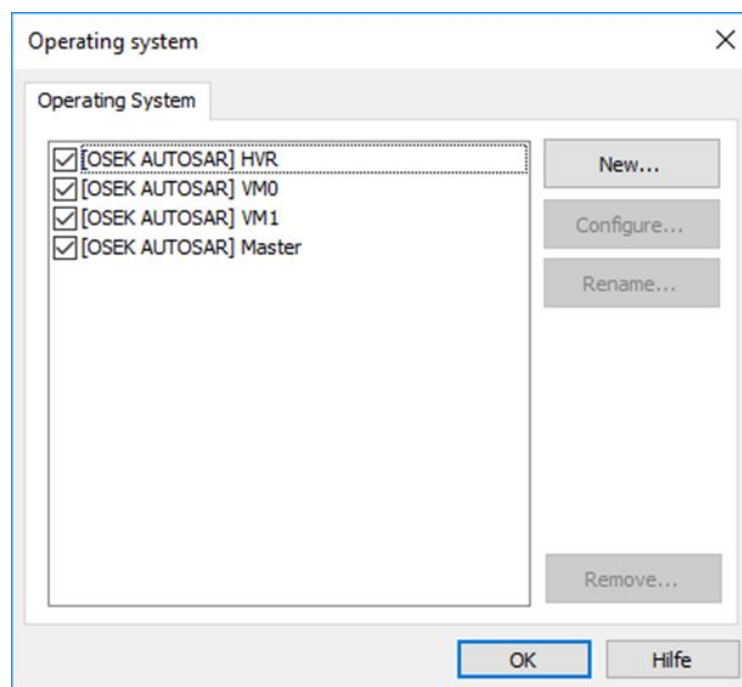 Operating system
Operating System
[OSEK AUTOSAR] HVR
[OSEK AUTOSAR] VM0
[OSEK AUTOSAR] VM1
[OSEK AUTOSAR] Master
New...
Configure...
Rename...
Remove...
OK
Hilfe